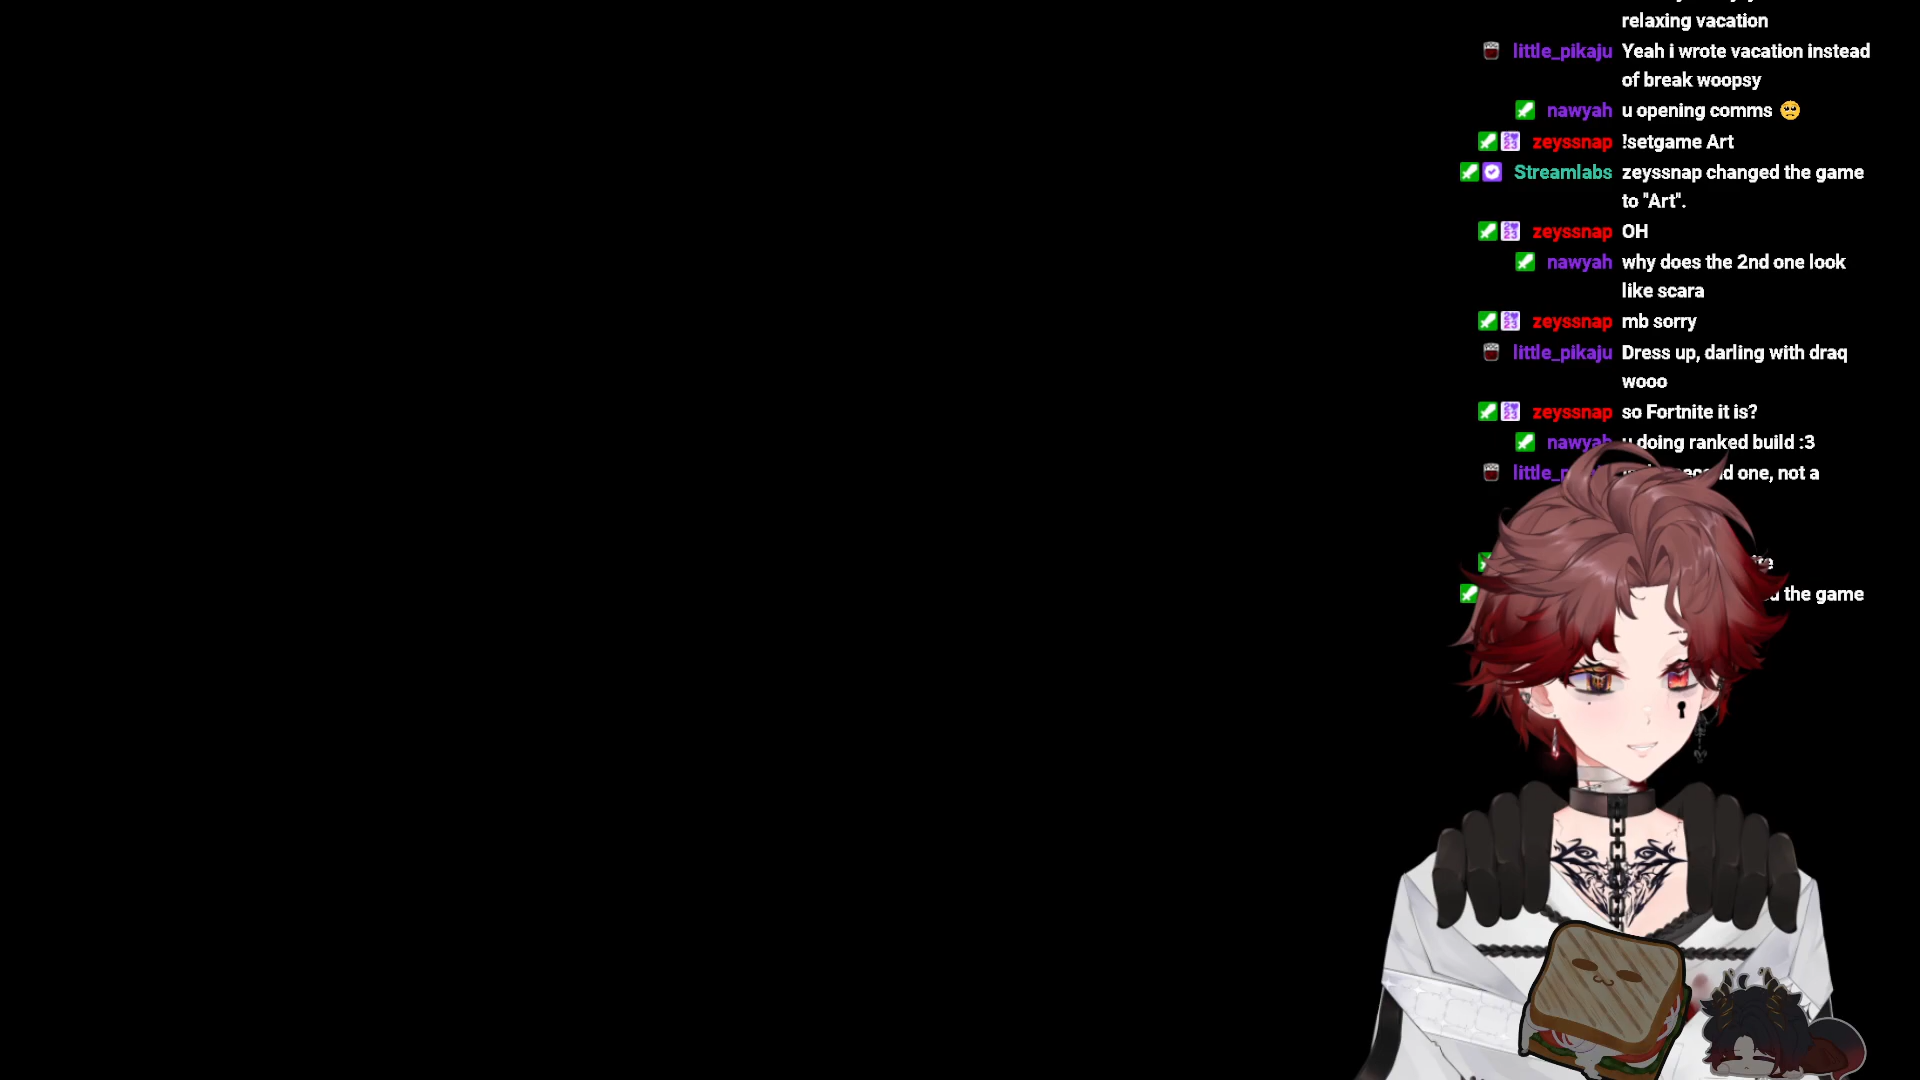 relaxing vacation
little_pikaju Yeah i wrote vacation instead
of break woopsy
nawyah u opening comms 🥺
zeyssnap !setgame Art
Streamlabs zeyssnap changed the game
to "Art".
zeyssnap OH
nawyah why does the 2nd one look
like scara
zeyssnap mb sorry
little_pikaju Dress up, darling with draq
wooo
zeyssnap so Fortnite it is?
nawyah u doing ranked build :3
one, not a
the game